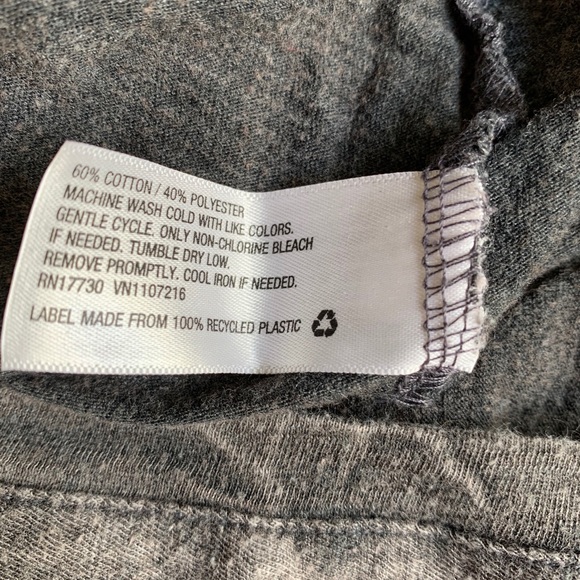 60% COTTON / 40% POLYESTER
MACHINE WASH COLD WITH LIKE COLORS.
GENTLE CYCLE. ONLY NON-CHLORINE BLEACH
IF NEEDED. TUMBLE DRY LOW.
REMOVE PROMPTLY. COOL IRON IF NEEDED.
RN17730 VN1107216
LABEL MADE FROM 100% RECYCLED PLASTIC